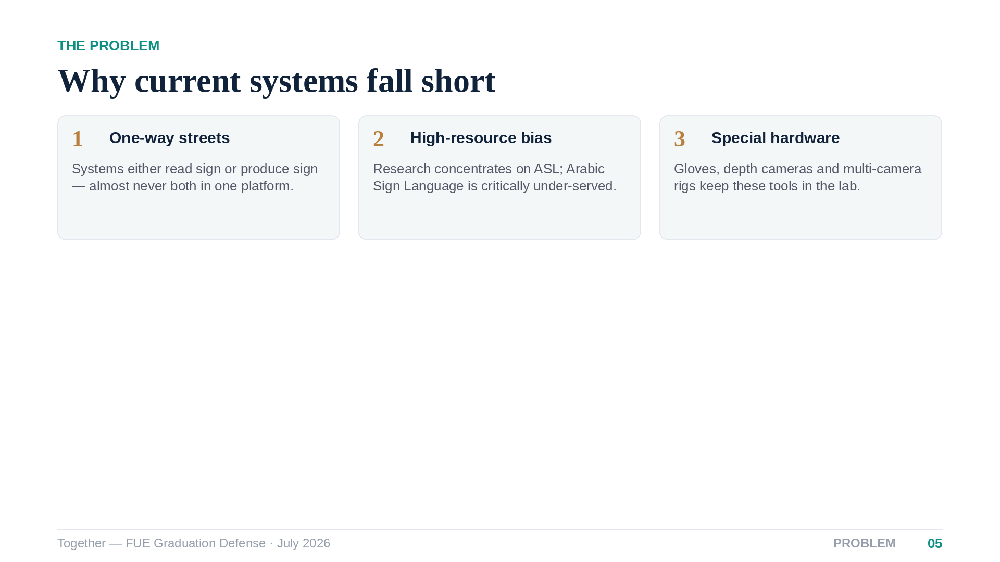 THE PROBLEM
Why current systems fall short
1 One-way streets
Systems either read sign or produce sign
— almost never both in one platform.
2 High-resource bias
Research concentrates on ASL; Arabic
Sign Language is critically under-served.
3 Special hardware
Gloves, depth cameras and multi-camera
rigs keep these tools in the lab.
Together — FUE Graduation Defense · July 2026
PROBLEM 05